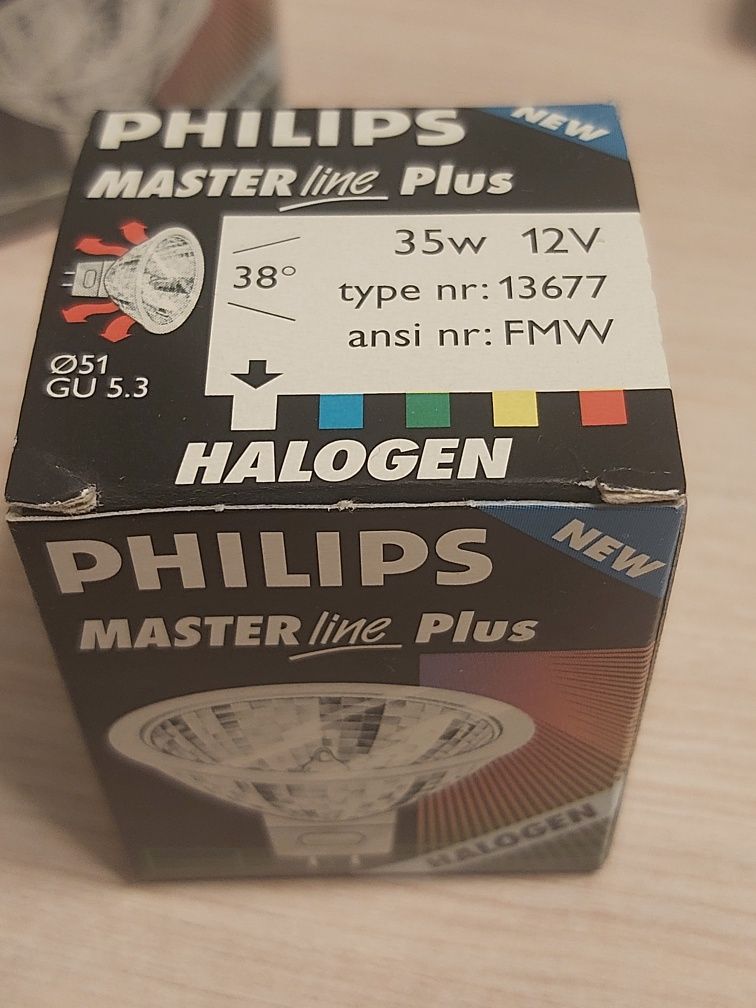 PHILIPS
NEW
MASTER line Plus
35w 12V
38°
type nr: 13677
ansi nr: FMW
Ø51
GU 5.3
HALOGEN
PHILIPS
NEW
MASTER line Plus
HALOGEN